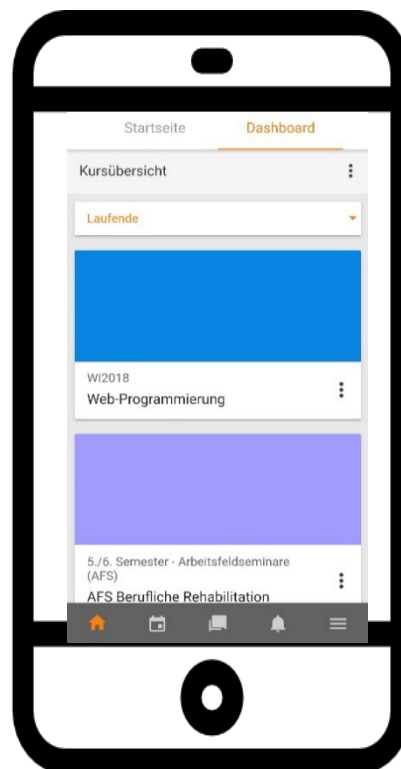 Startseite Dashboard
Kursübersicht
Laufende
WI2018
Web-Programmierung
5./6. Semester - Arbeitsfeldseminare
(AFS)
AFS Berufliche Rehabilitation